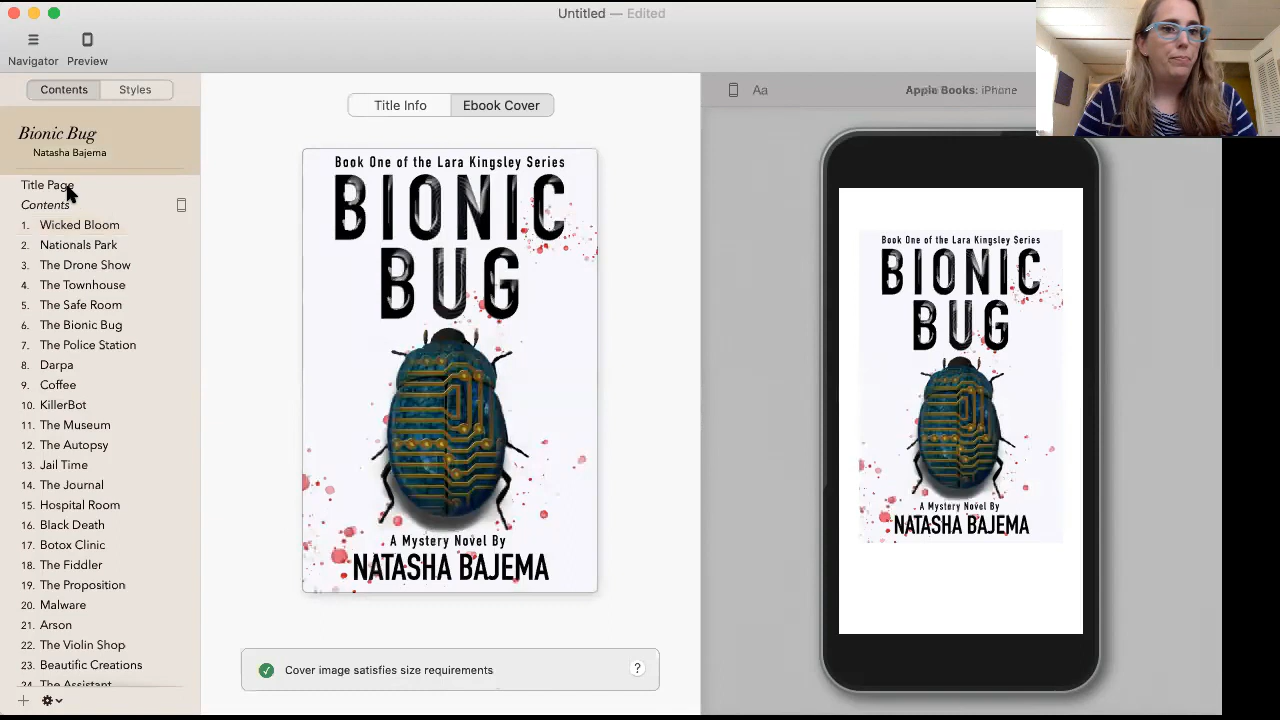 Untitled — Edited
Navigator
Preview
Contents
Styles
Bionic Bug
Natasha Bajema
Title Page
Contents
1. Wicked Bloom
2. Nationals Park
3. The Drone Show
4. The Townhouse
5. The Safe Room
6. The Bionic Bug
7. The Police Station
8. Darpa
9. Coffee
10. KillerBot
11. The Museum
12. The Autopsy
13. Jail Time
14. The Journal
15. Hospital Room
16. Black Death
17. Botox Clinic
18. The Fiddler
19. The Proposition
20. Malware
21. Arson
22. The Violin Shop
23. Beautific Creations
24. The Assistant
Title Info
Ebook Cover
Book One of the Lara Kingsley Series
BIONIC
BUG
A Mystery Novel By
NATASHA BAJEMA
Cover image satisfies size requirements
?
Aa
Apple Books: iPhone
Book One of the Lara Kingsley Series
BIONIC
BUG
A Mystery Novel By
NATASHA BAJEMA